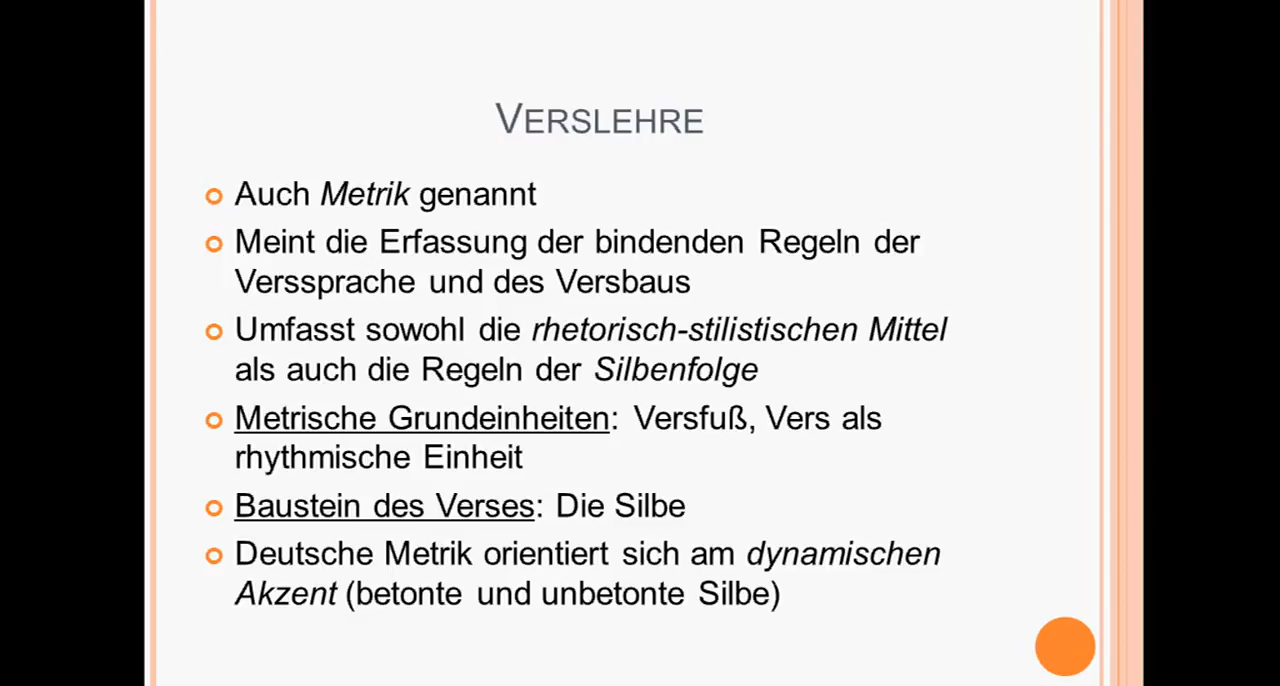 VERSLEHRE
Auch Metrik genannt
Meint die Erfassung der bindenden Regeln der
Verssprache und des Versbaus
Umfasst sowohl die rhetorisch-stilistischen Mittel
als auch die Regeln der Silbenfolge
Metrische Grundeinheiten: Versfuß, Vers als
rhythmische Einheit
Baustein des Verses: Die Silbe
Deutsche Metrik orientiert sich am dynamischen
Akzent (betonte und unbetonte Silbe)